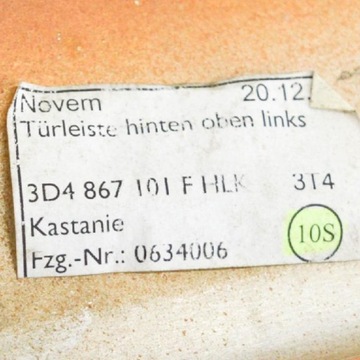 Novem 20.12.
Türleiste hinten oben links
3D4 867 101 F HLK 3T4
Kastanie 10S
Fzg.-Nr.: 0634006